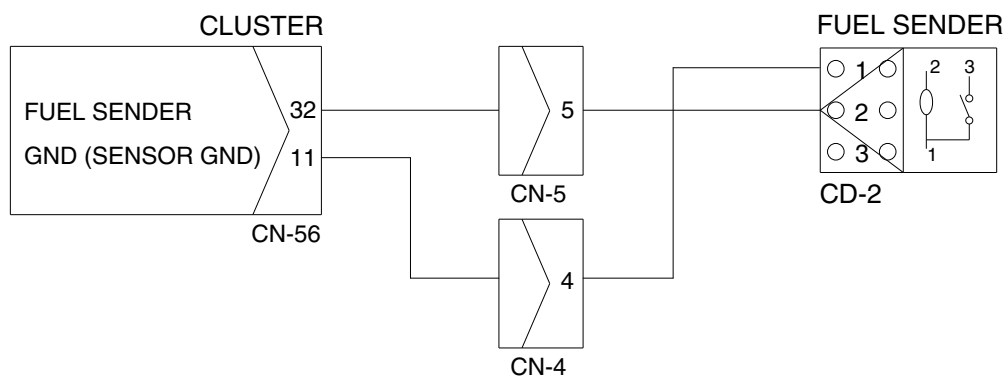 CLUSTER
FUEL SENDER
FUEL SENDER
32
GND (SENSOR GND)
11
CN-56
5
CN-5
4
CN-4
1
2
3
2
3
1
CD-2